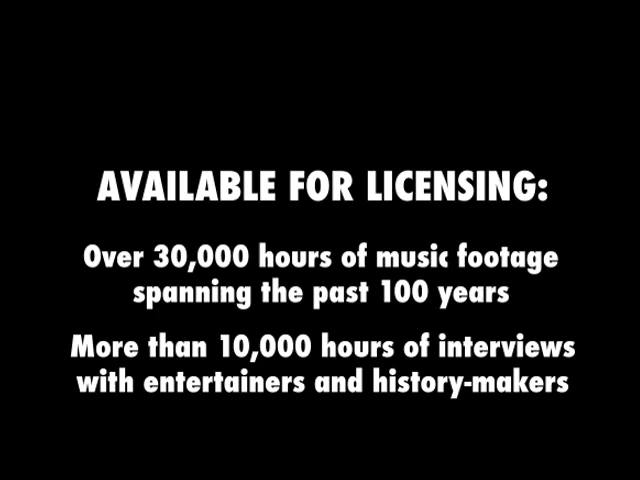 AVAILABLE FOR LICENSING:
Over 30,000 hours of music footage
spanning the past 100 years
More than 10,000 hours of interviews
with entertainers and history-makers